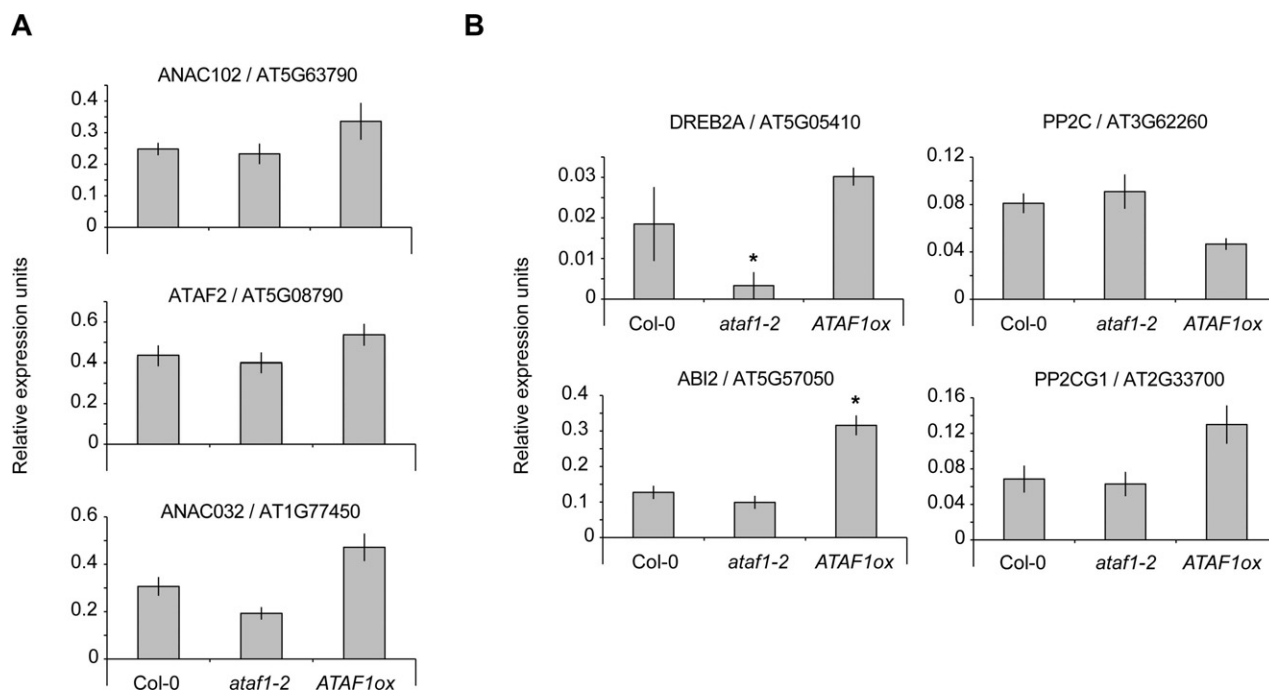 A
Relative expression units
ANAC102 / AT5G63790
0.4
0.3
0.2
0.1
0
ATAF2 / AT5G08790
0.6
0.4
0.2
0
ANAC032 / AT1G77450
0.6
0.4
0.2
0
Col-0 ataf1-2 ATAF1ox
B
Relative expression units
DREB2A / AT5G05410
0.03
0.02
0.01
0
*
Col-0 ataf1-2 ATAF1ox
PP2C / AT3G62260
0.12
0.08
0.04
0
Col-0 ataf1-2 ATAF1ox
ABI2 / AT5G57050
0.4
0.3
0.2
0.1
0
*
Col-0 ataf1-2 ATAF1ox
PP2CG1 / AT2G33700
0.16
0.12
0.08
0.04
0
Col-0 ataf1-2 ATAF1ox